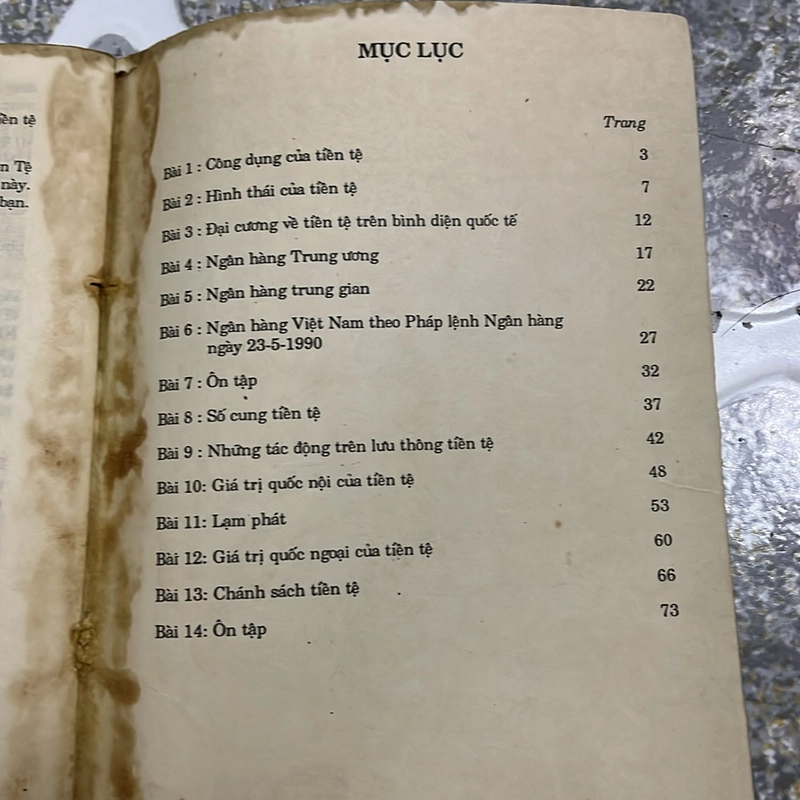 ền tệ
n Tệ
này.
bạn.
MỤC LỤC
Trang
Bài 1 : Công dụng của tiền tệ 3
Bài 2 : Hình thái của tiền tệ 7
Bài 3 : Đại cương về tiền tệ trên bình diện quốc tế 12
Bài 4 : Ngân hàng Trung ương 17
Bài 5 : Ngân hàng trung gian 22
Bài 6 : Ngân hàng Việt Nam theo Pháp lệnh Ngân hàng
ngày 23-5-1990 27
Bài 7 : Ôn tập 32
Bài 8 : Số cung tiền tệ 37
Bài 9 : Những tác động trên lưu thông tiền tệ 42
Bài 10: Giá trị quốc nội của tiền tệ 48
Bài 11: Lạm phát 53
Bài 12: Giá trị quốc ngoại của tiền tệ 60
Bài 13: Chánh sách tiền tệ 66
Bài 14: Ôn tập 73